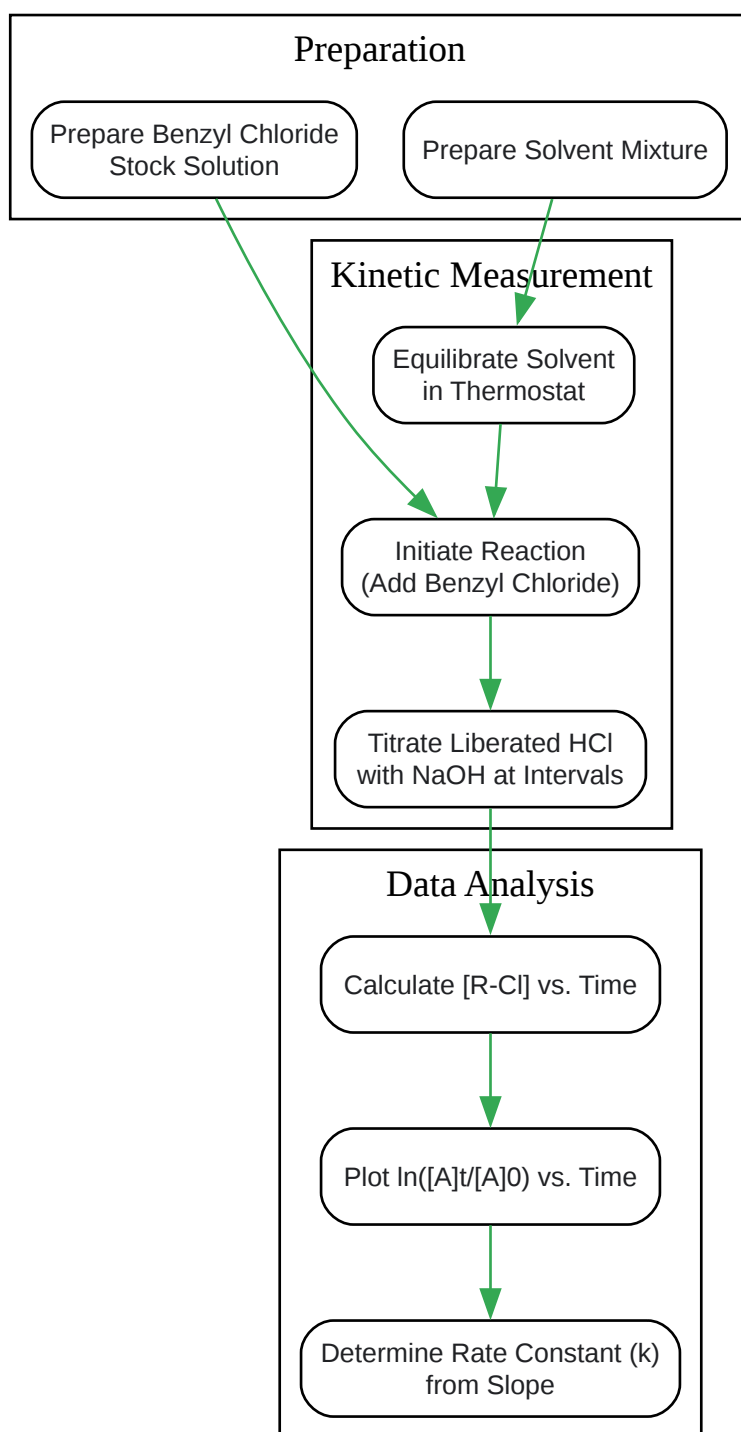 Preparation
Prepare Benzyl Chloride
Stock Solution
Prepare Solvent Mixture
Kinetic Measurement
Equilibrate Solvent
in Thermostat
Initiate Reaction
(Add Benzyl Chloride)
Titrate Liberated HCl
with NaOH at Intervals
Data Analysis
Calculate [R-Cl] vs. Time
Plot ln([A]t/[A]0) vs. Time
Determine Rate Constant (k)
from Slope